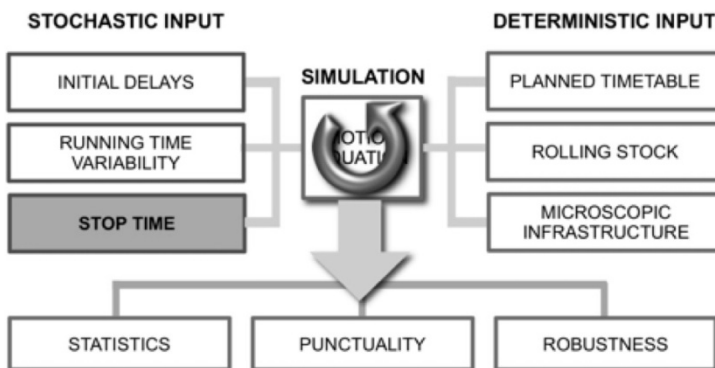 STOCHASTIC INPUT
DETERMINISTIC INPUT
INITIAL DELAYS
SIMULATION
PLANNED TIMETABLE
RUNNING TIME
VARIABILITY
ROLLING STOCK
STOP TIME
MICROSCOPIC
INFRASTRUCTURE
STATISTICS
PUNCTUALITY
ROBUSTNESS